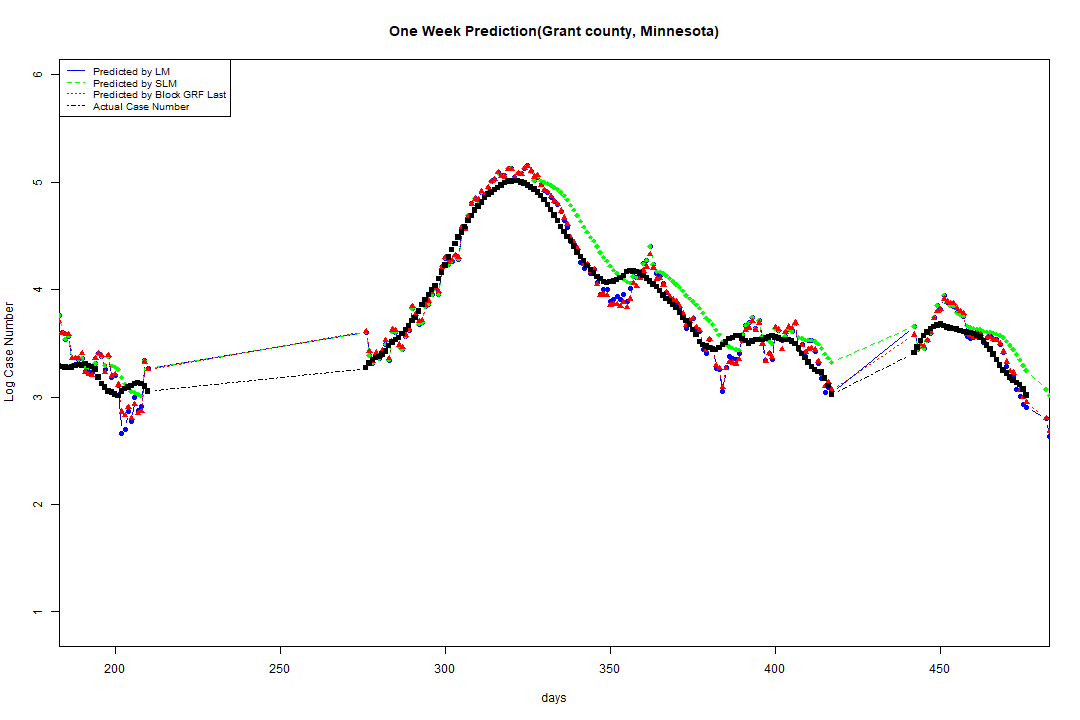 One Week Prediction(Grant county, Minnesota)
Predicted by LM
Predicted by SLM
Predicted by Block GRF Last
Actual Case Number
6
5
4
3
2
1
Log Case Number
200 250 300 350 400 450
days